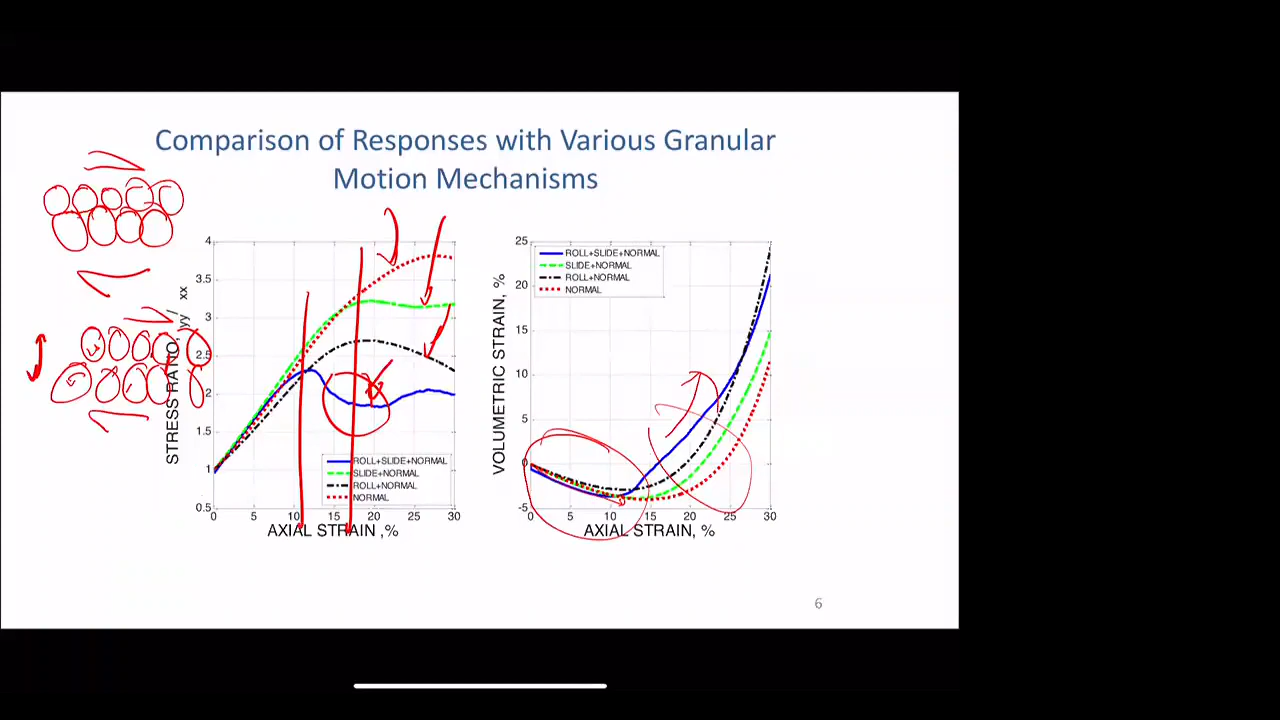 Comparison of Responses with Various Granular
Motion Mechanisms
4
3.5
3
2.5
2
1.5
1
0.5
0
5
10
15
20
25
30
STRESS RATIO, yy / xx
AXIAL STRAIN ,%
ROLL+SLIDE+NORMAL
SLIDE+NORMAL
ROLL+NORMAL
NORMAL
25
20
15
10
5
0
-5
0
5
10
15
20
25
30
VOLUMETRIC STRAIN, %
AXIAL STRAIN, %
ROLL+SLIDE+NORMAL
SLIDE+NORMAL
ROLL+NORMAL
NORMAL
6